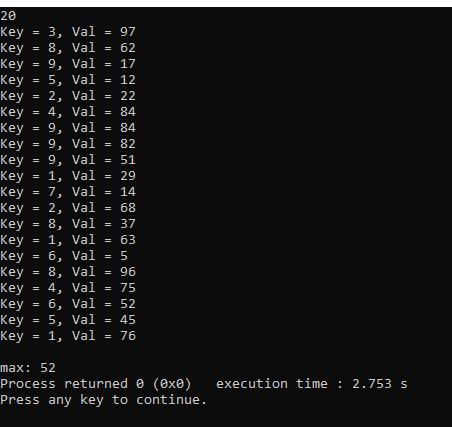 20
Key = 3, Val = 97
Key = 8, Val = 62
Key = 9, Val = 17
Key = 5, Val = 12
Key = 2, Val = 22
Key = 4, Val = 84
Key = 9, Val = 84
Key = 9, Val = 82
Key = 9, Val = 51
Key = 1, Val = 29
Key = 7, Val = 14
Key = 2, Val = 68
Key = 8, Val = 37
Key = 1, Val = 63
Key = 6, Val = 5
Key = 8, Val = 96
Key = 4, Val = 75
Key = 6, Val = 52
Key = 5, Val = 45
Key = 1, Val = 76

max: 52
Process returned 0 (0x0)   execution time : 2.753 s
Press any key to continue.